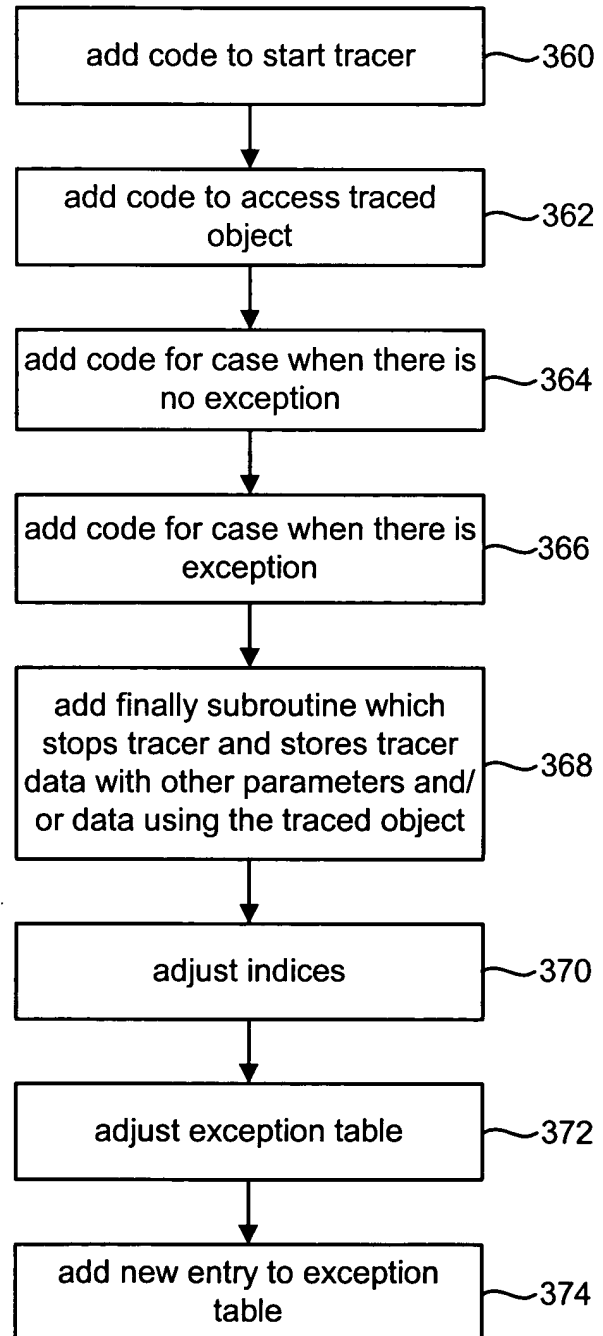 add code to start tracer
360
add code to access traced
object
362
add code for case when there is
no exception
364
add code for case when there is
exception
366
add finally subroutine which
stops tracer and stores tracer
data with other parameters and/
or data using the traced object
368
adjust indices
370
adjust exception table
372
add new entry to exception
table
374